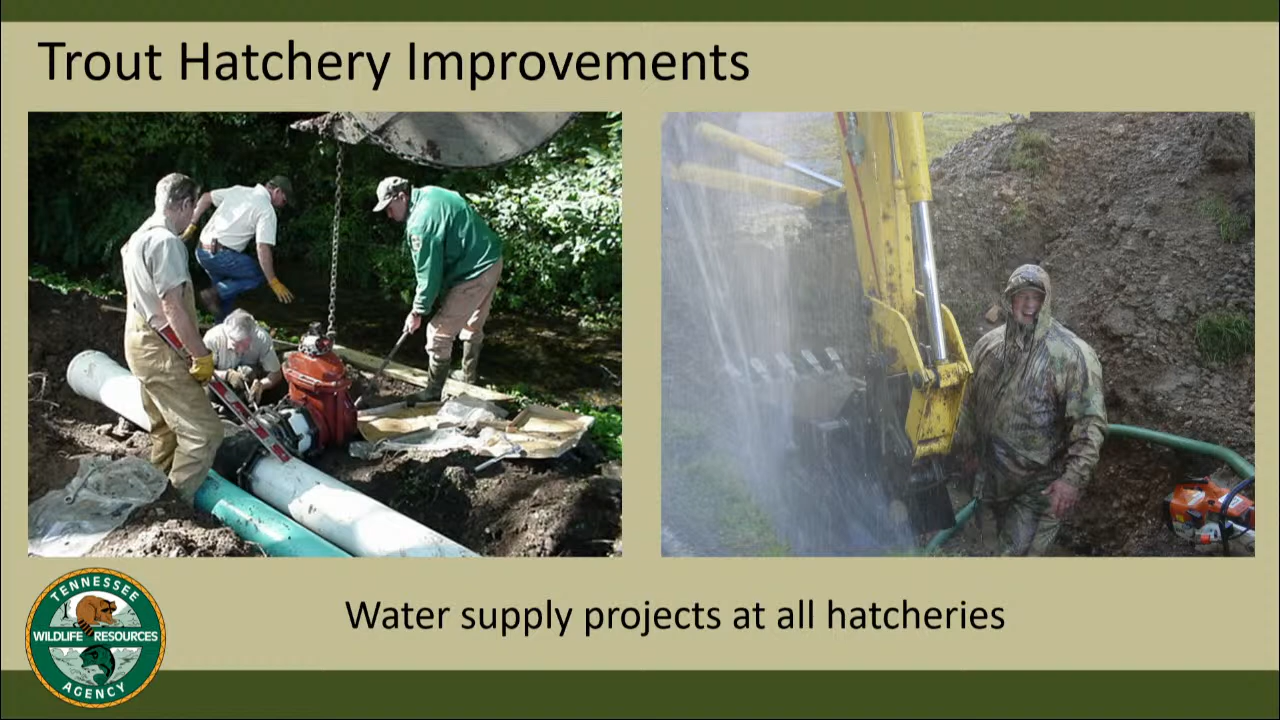 Trout Hatchery Improvements
Water supply projects at all hatcheries
TENNESSEE
WILDLIFE RESOURCES
AGENCY